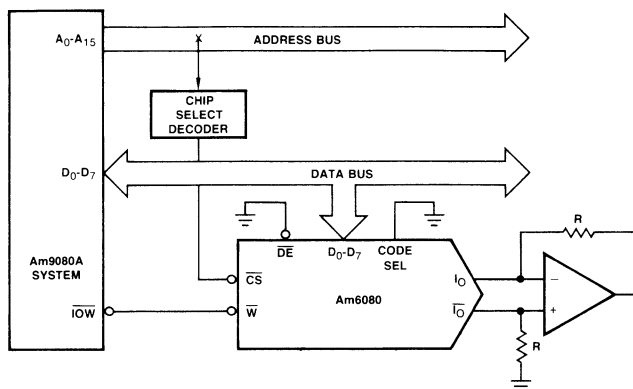 A0-A15
ADDRESS BUS
CHIP
SELECT
DECODER
D0-D7
DATA BUS
Am9080A
SYSTEM
DE
D0-D7
CODE
SEL
R
CS
Am6080
IO
−
IOW
W
IO
+
R